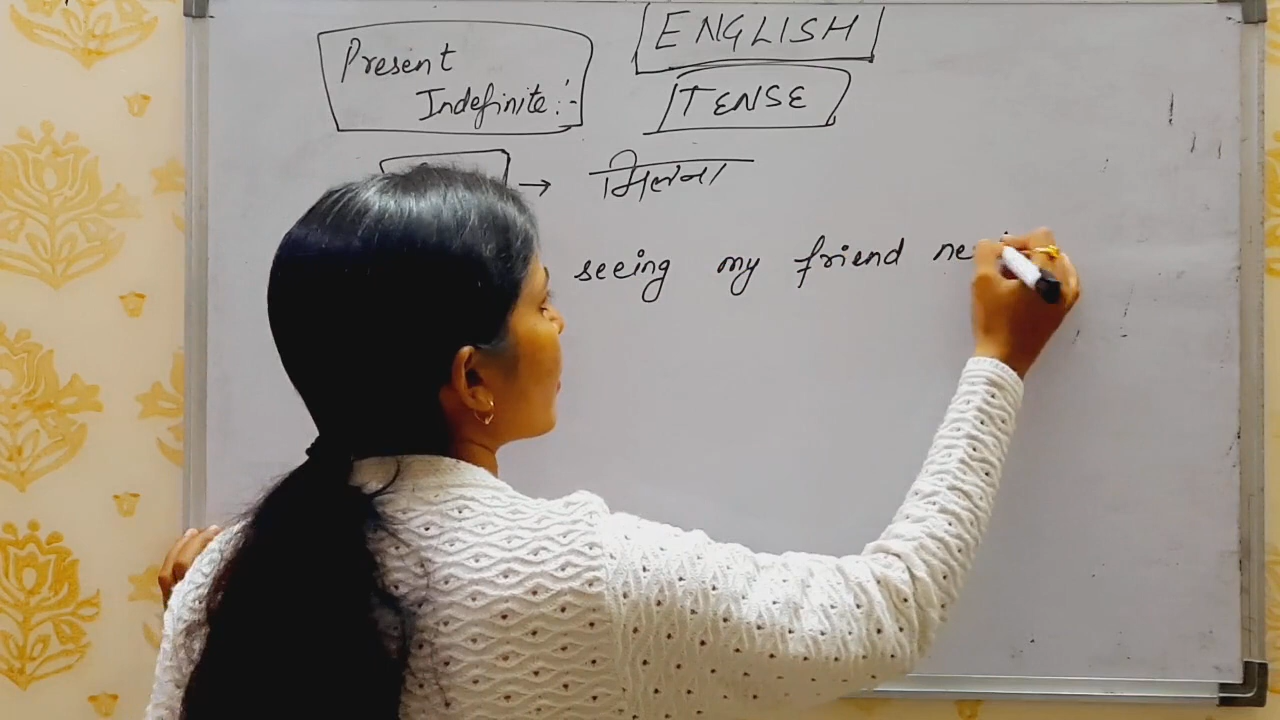 ENGLISH
TENSE
Present
Indefinite:-
→ मिलना
seeing my friend